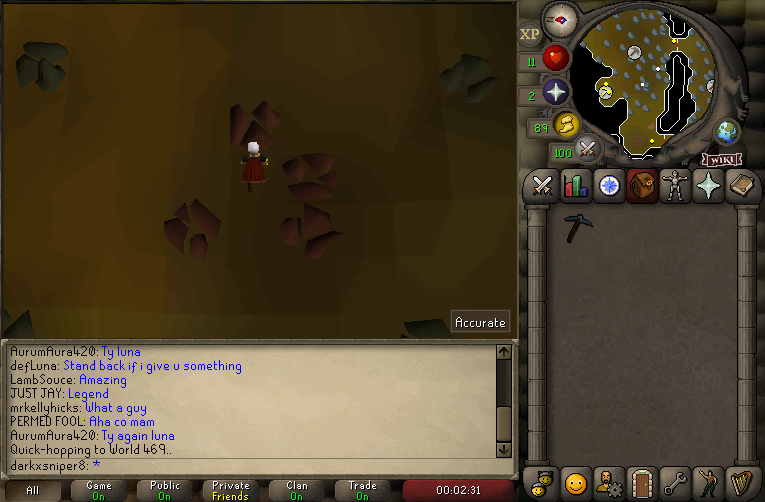 XP
11
2
89
100
WIKI
Accurate
AurumAura420: Ty luna
defLuna: Stand back if i give u something
LambSouce: Amazing
JUST JAY: Legend
mrkellyhicks: What a guy
PERMED FOOL: Aha co mam
AurumAura420: Ty again luna
Quick-hopping to World 469..
darkxsniper8: *
All
Game
On
Public
On
Private
Friends
Clan
On
Trade
On
00:02:31